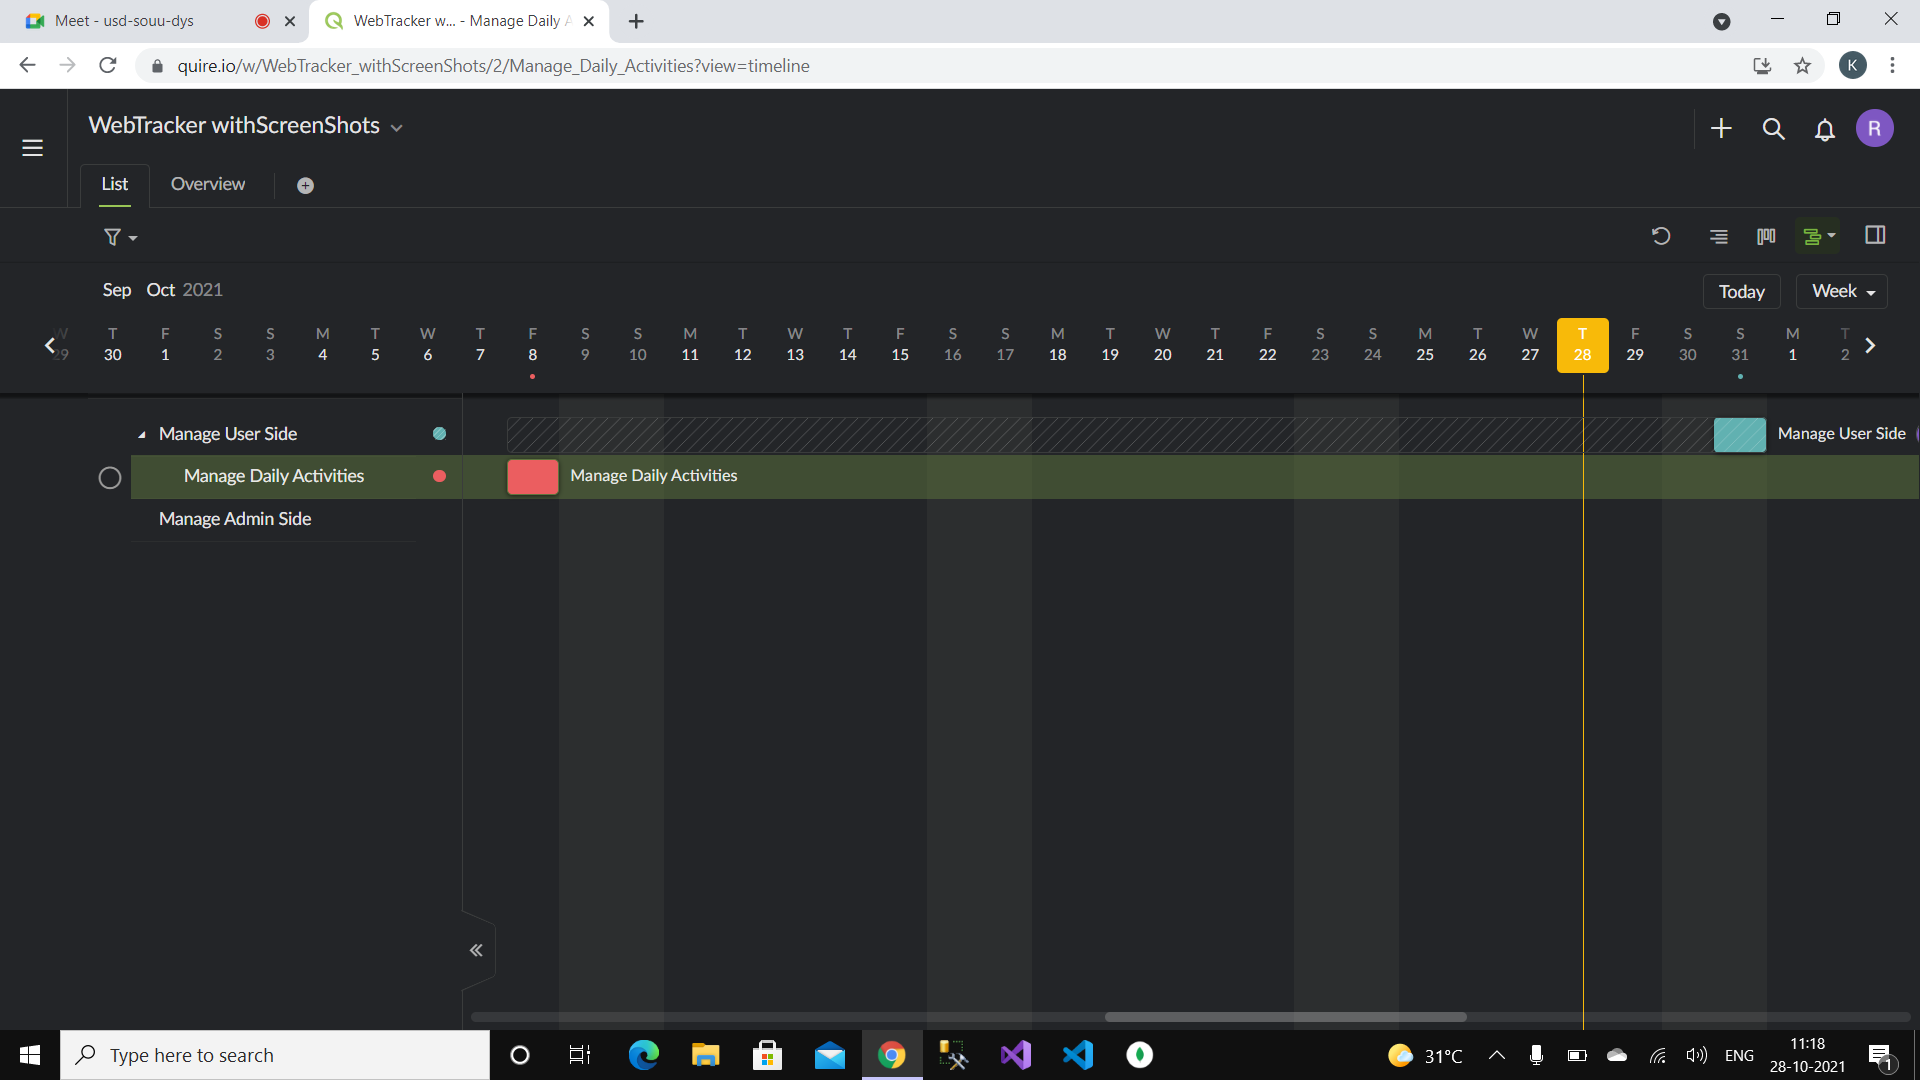 Meet - usd-souu-dys
WebTracker w... - Manage Daily A
quire.io/w/WebTracker_withScreenShots/2/Manage_Daily_Activities?view=timeline
K
WebTracker withScreenShots
R
List
Overview
Sep Oct 2021
Today
Week
W T F S S M T W T F S S M T W T F S S M T W T F S S M T W T F S S M T
29 30 1 2 3 4 5 6 7 8 9 10 11 12 13 14 15 16 17 18 19 20 21 22 23 24 25 26 27 28 29 30 31 1 2
Manage User Side
Manage User Side
Manage Daily Activities
Manage Daily Activities
Manage Admin Side
Type here to search
31°C
ENG
11:18
28-10-2021
1